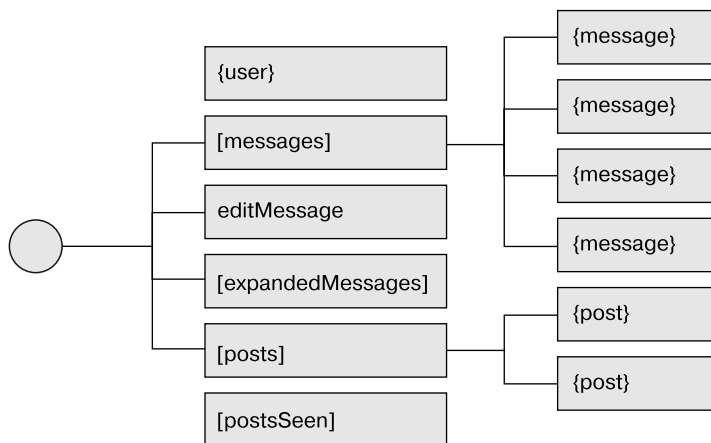 {user}
[messages]
editMessage
[expandedMessages]
[posts]
[postsSeen]
{message}
{message}
{message}
{message}
{post}
{post}